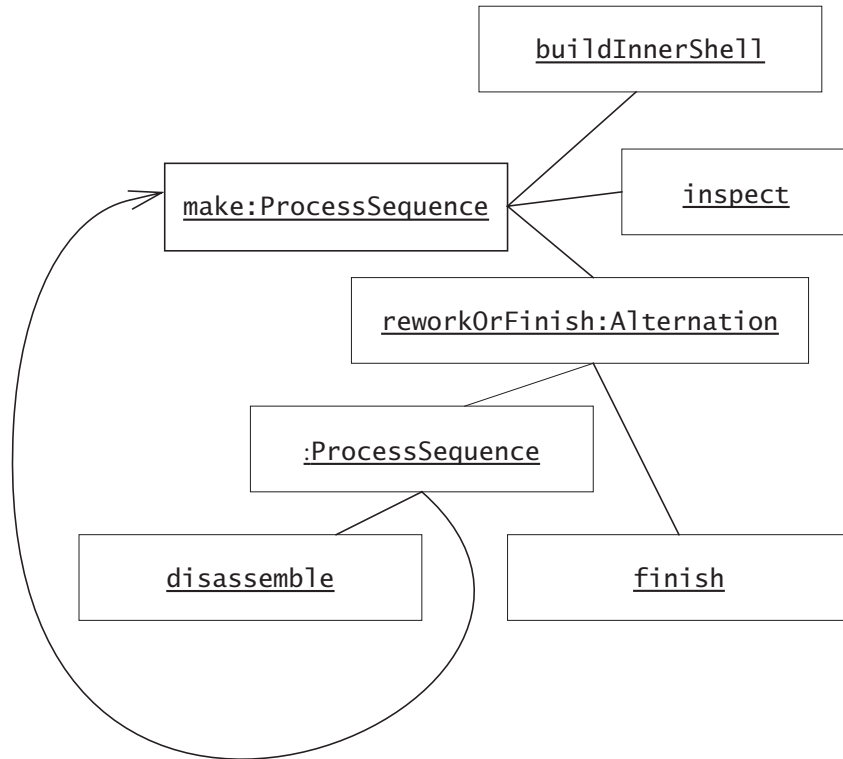 buildInnerShell
make:ProcessSequence
inspect
reworkOrFinish:Alternation
:ProcessSequence
disassemble
finish